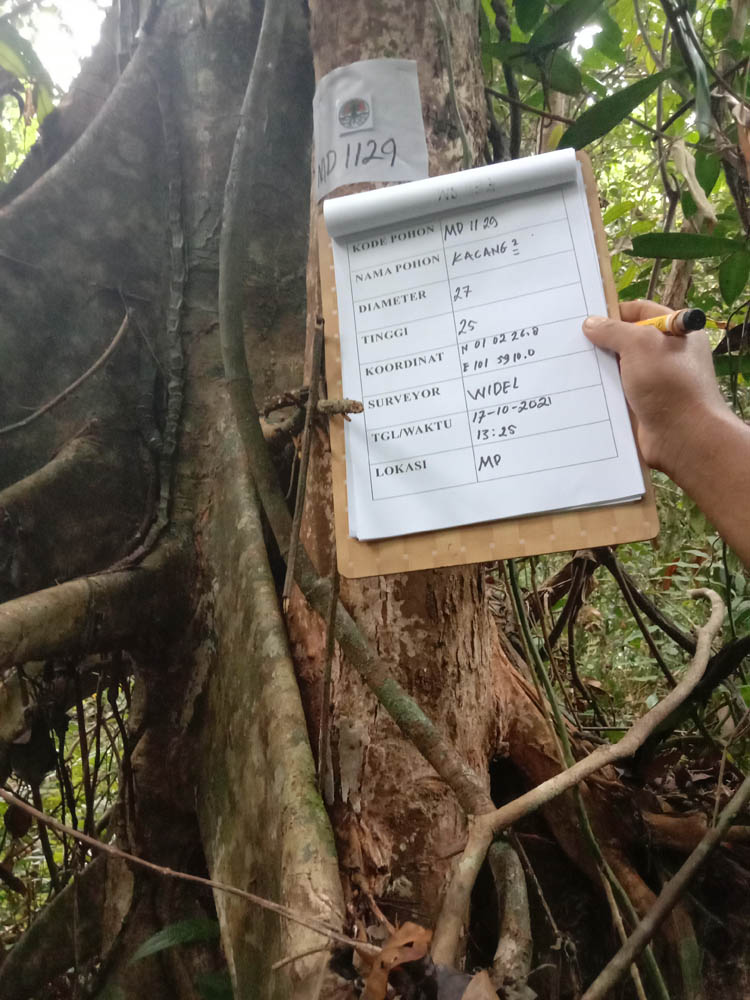 MD 1129
KODE POHON MD 1129
NAMA POHON KACANG 2
DIAMETER 27
TINGGI 25
KOORDINAT N 01 02 26.8
E 101 59 10.0
SURVEYOR WIDEL
TGL/WAKTU 17-10-2021
13:25
LOKASI MD